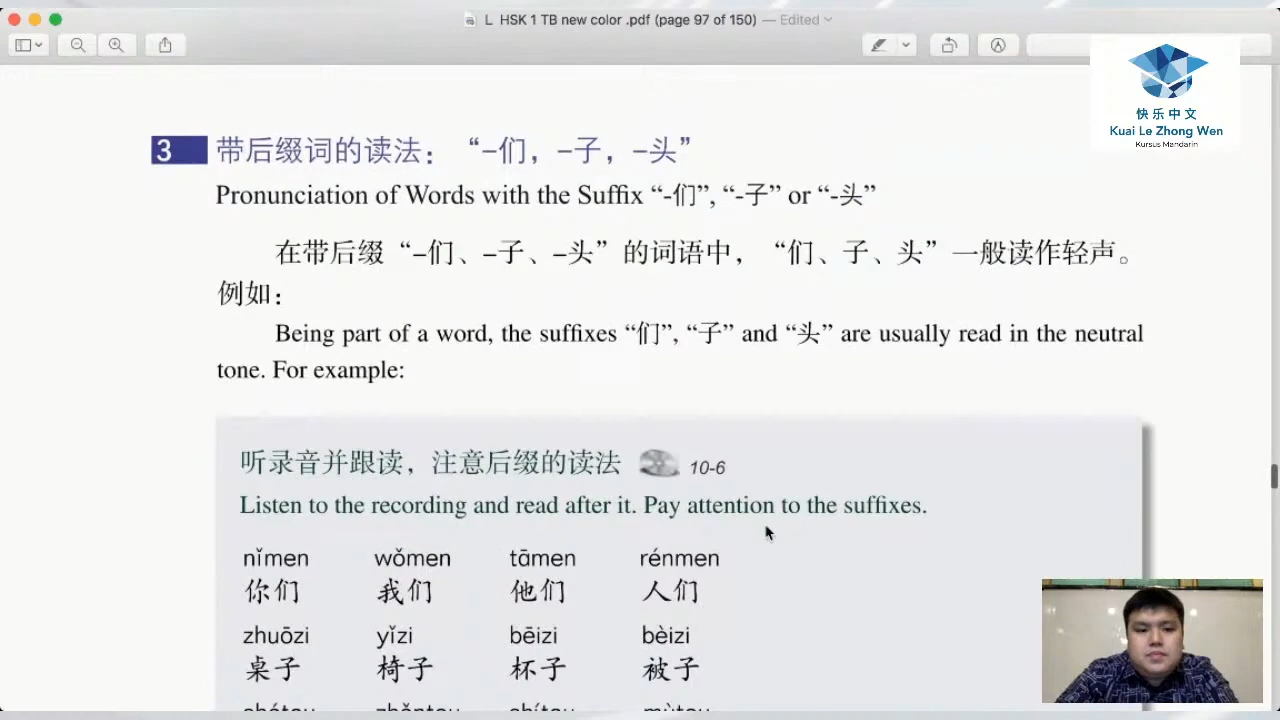 L HSK 1 TB new color .pdf (page 97 of 150) — Edited
快乐中文
Kuai Le Zhong Wen
Kursus Mandarin
3 带后缀词的读法：“–们，–子，–头”
Pronunciation of Words with the Suffix “-们”, “-子” or “-头”
在带后缀“–们、–子、–头”的词语中，“们、子、头”一般读作轻声。
例如：
Being part of a word, the suffixes “们”, “子” and “头” are usually read in the neutral
tone. For example:
听录音并跟读，注意后缀的读法 10-6
Listen to the recording and read after it. Pay attention to the suffixes.
nǐmen wǒmen tāmen rénmen
你们 我们 他们 人们
zhuōzi yǐzi bēizi bèizi
桌子 椅子 杯子 被子